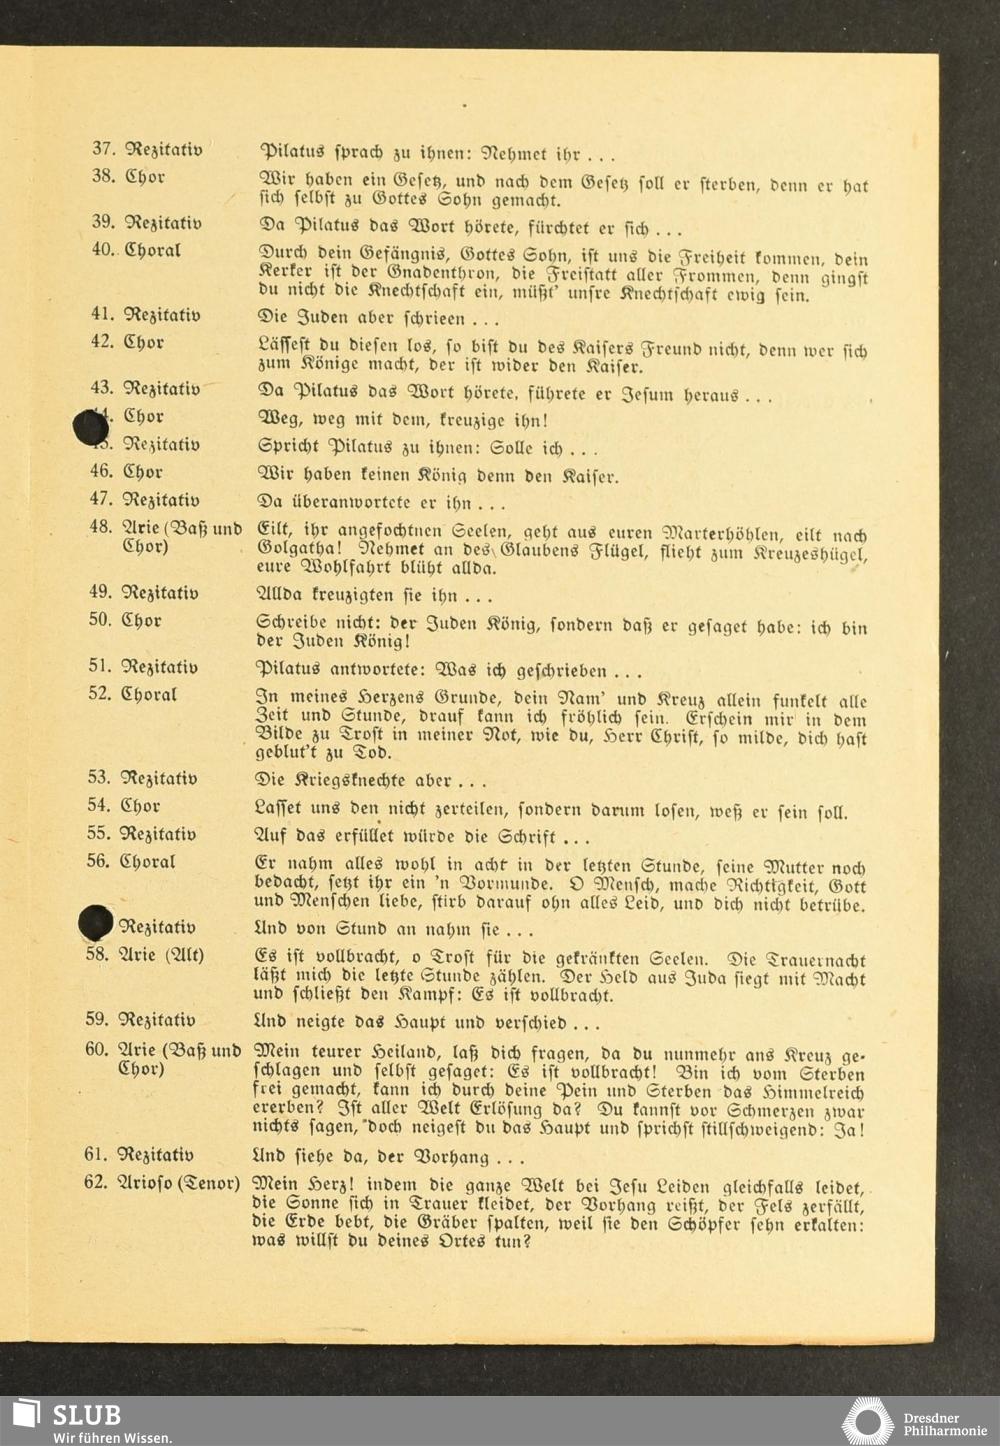 37. Rezitativ Pilatus sprach zu ihnen: Nehmet ihr . . .
38. Chor Wir haben ein Gesetz, und nach dem Gesetz soll er sterben, denn er hat
sich selbst zu Gottes Sohn gemacht.
39. Rezitativ Da Pilatus das Wort hörete, fürchtet er sich . . .
40. Choral Durch dein Gefängnis, Gottes Sohn, ist uns die Freiheit kommen, dein
Kerker ist der Gnadenthron, die Freistatt aller Frommen, denn gingst
du nicht die Knechtschaft ein, müßt' unsre Knechtschaft ewig sein.
41. Rezitativ Die Juden aber schrieen . . .
42. Chor Lässest du diesen los, so bist du des Kaisers Freund nicht, denn wer sich
zum Könige macht, der ist wider den Kaiser.
43. Rezitativ Da Pilatus das Wort hörete, führete er Jesum heraus . . .
44. Chor Weg, weg mit dem, kreuzige ihn!
45. Rezitativ Spricht Pilatus zu ihnen: Solle ich . . .
46. Chor Wir haben keinen König denn den Kaiser.
47. Rezitativ Da überanwortete er ihn . . .
48. Arie (Baß und Eilt, ihr angefochtnen Seelen, geht aus euren Marterhöhlen, eilt nach
Chor) Golgatha! Nehmet an des Glaubens Flügel, flieht zum Kreuzeshügel,
eure Wohlfahrt blüht allda.
49. Rezitativ Allda kreuzigten sie ihn . . .
50. Chor Schreibe nicht: der Juden König, sondern daß er gesaget habe: ich bin
der Juden König!
51. Rezitativ Pilatus antwortete: Was ich geschrieben . . .
52. Choral In meines Herzens Grunde, dein Nam' und Kreuz allein funkelt alle
Zeit und Stunde, drauf kann ich fröhlich sein. Erschein mir in dem
Bilde zu Trost in meiner Not, wie du, Herr Christ, so milde, dich hast
geblut't zu Tod.
53. Rezitativ Die Kriegsknechte aber . . .
54. Chor Lasset uns den nicht zerteilen, sondern darum losen, weß er sein soll.
55. Rezitativ Auf das erfüllet würde die Schrift . . .
56. Choral Er nahm alles wohl in acht in der letzten Stunde, seine Mutter noch
bedacht, setzt ihr ein 'n Vormunde. O Mensch, mache Richtigkeit, Gott
und Menschen liebe, stirb darauf ohn alles Leid, und dich nicht betrübe.
Rezitativ Und von Stund an nahm sie . . .
58. Arie (Alt) Es ist vollbracht, o Trost für die gekränkten Seelen. Die Trauernacht
läßt mich die letzte Stunde zählen. Der Held aus Juda siegt mit Macht
und schließt den Kampf: Es ist vollbracht.
59. Rezitativ Und neigte das Haupt und verschied . . .
60. Arie (Baß und Mein teurer Heiland, laß dich fragen, da du nunmehr ans Kreuz ge-
Chor) schlagen und selbst gesaget: Es ist vollbracht! Bin ich vom Sterben
frei gemacht, kann ich durch deine Pein und Sterben das Himmelreich
ererben? Ist aller Welt Erlösung da? Du kannst vor Schmerzen zwar
nichts sagen, doch neigest du das Haupt und sprichst stillschweigend: Ja!
61. Rezitativ Und siehe da, der Vorhang . . .
62. Arioso (Tenor) Mein Herz! indem die ganze Welt bei Jesu Leiden gleichfalls leidet,
die Sonne sich in Trauer kleidet, der Vorhang reißt, der Fels zerfällt,
die Erde bebt, die Gräber spalten, weil sie den Schöpfer sehn erkalten:
was willst du deines Ortes tun?
SLUB
Wir führen Wissen.
Dresdner
Philharmonie